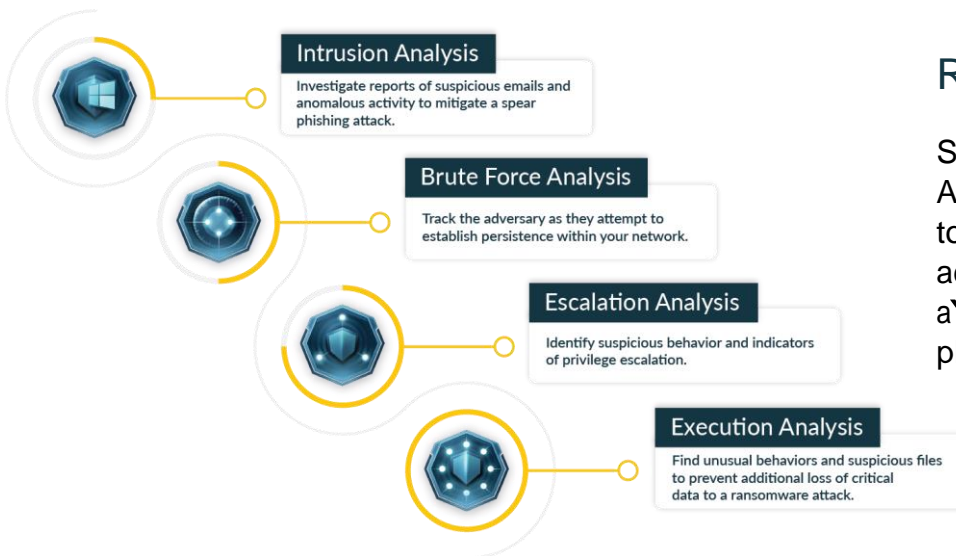 Intrusion Analysis
Investigate reports of suspicious emails and
anomalous activity to mitigate a spear
phishing attack.
Brute Force Analysis
Track the adversary as they attempt to
establish persistence within your network.
Escalation Analysis
Identify suspicious behavior and indicators
of privilege escalation.
Execution Analysis
Find unusual behaviors and suspicious files
to prevent additional loss of critical
data to a ransomware attack.